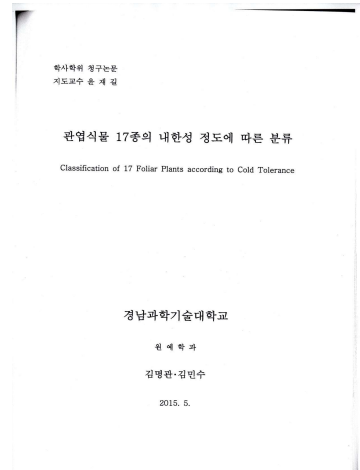 학사학위 청구논문
지도교수 윤 재 길
관엽식물 17종의 내한성 정도에 따른 분류
Classification of 17 Foliar Plants according to Cold Tolerance
경남과학기술대학교
원 예 학 과
김명관·김민수
2015. 5.